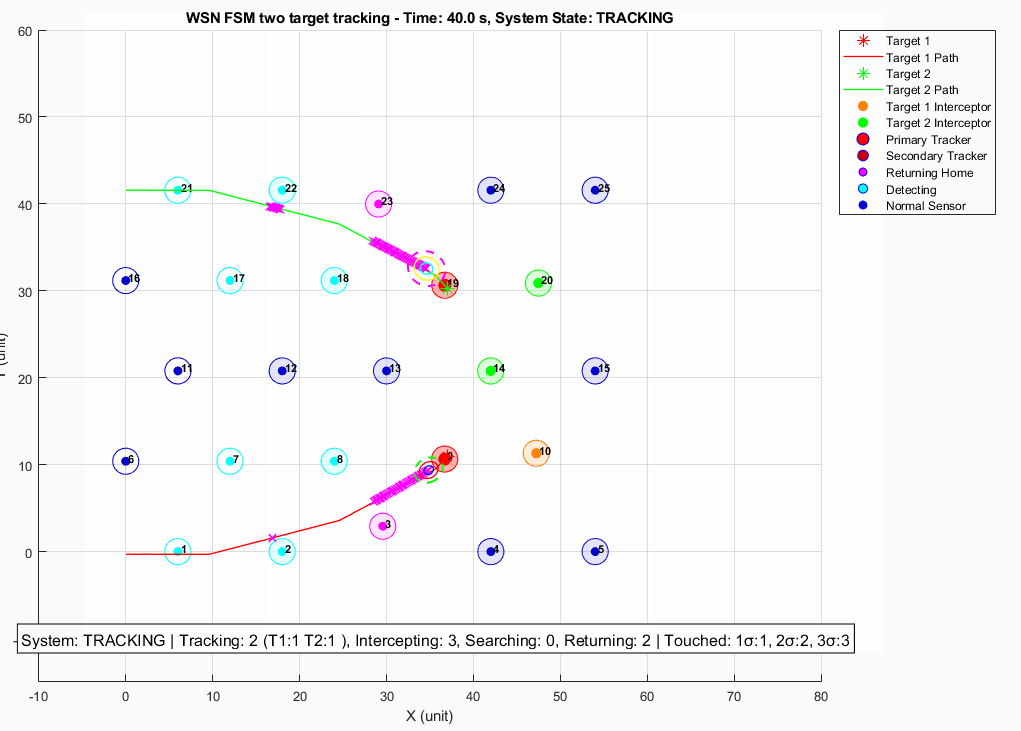 WSN FSM two target tracking - Time: 40.0 s, System State: TRACKING
60
50
40
30
20
10
0
-10
0
10
20
30
40
50
60
70
80
X (unit)
(unit)
21
22
23
24
25
16
17
18
19
20
11
12
13
14
15
6
7
8
9
10
1
2
3
4
5
Target 1
Target 1 Path
Target 2
Target 2 Path
Target 1 Interceptor
Target 2 Interceptor
Primary Tracker
Secondary Tracker
Returning Home
Detecting
Normal Sensor
System: TRACKING | Tracking: 2 (T1:1 T2:1 ), Intercepting: 3, Searching: 0, Returning: 2 | Touched: 1σ:1, 2σ:2, 3σ:3